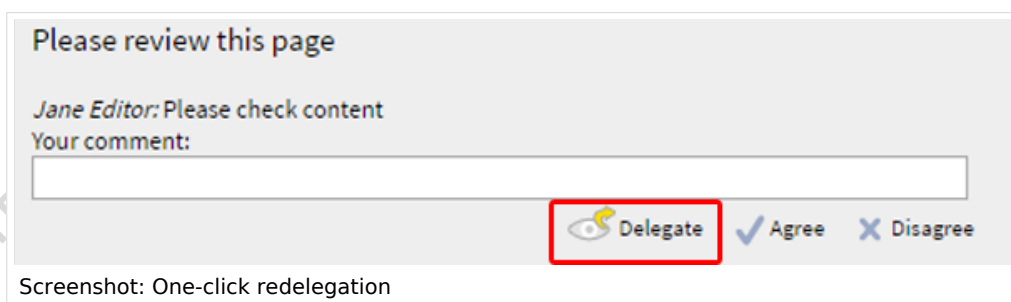 Please review this page
Jane Editor: Please check content
Your comment:
Delegate Agree Disagree
Screenshot: One-click redelegation